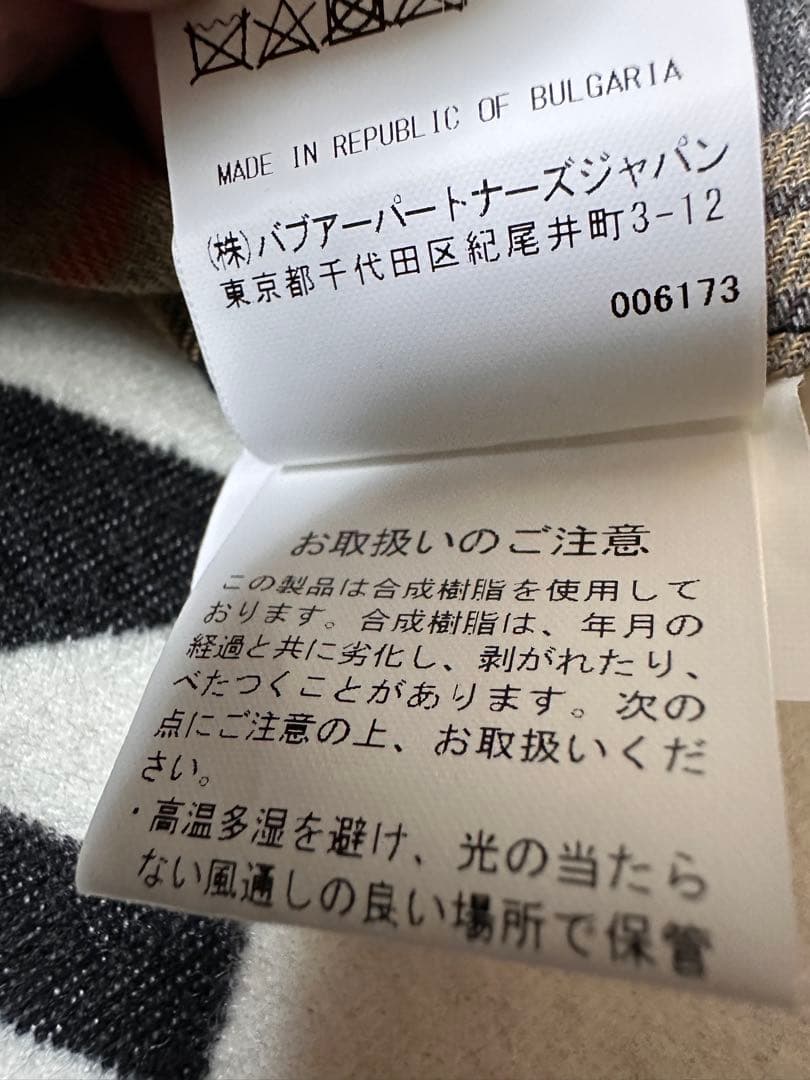 MADE IN REPUBLIC OF BULGARIA
(株)バブアーパートナーズジャパン
東京都千代田区紀尾井町3-12
006173
お取扱いのご注意
この製品は合成樹脂を使用して
おります。合成樹脂は、年月の
経過と共に劣化し、剥がれたり、
べたつくことがあります。次の
点にご注意の上、お取扱いくだ
さい。
・高温多湿を避け、光の当たら
ない風通しの良い場所で保管